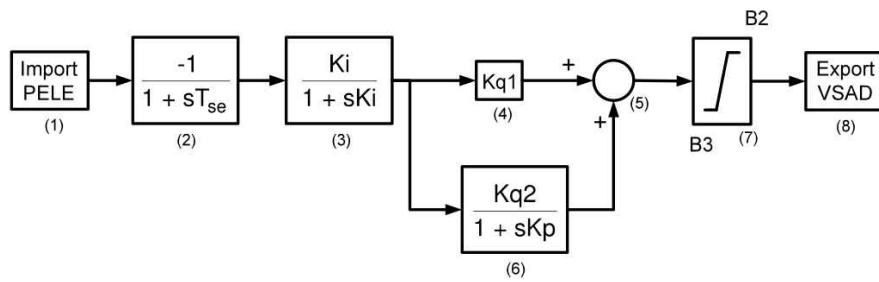 Import
PELE
(1)
-1
1 + sT_se
(2)
Ki
1 + sKi
(3)
Kq1
(4)
+
+
(5)
Kq2
1 + sKp
(6)
B2
B3
(7)
Export
VSAD
(8)